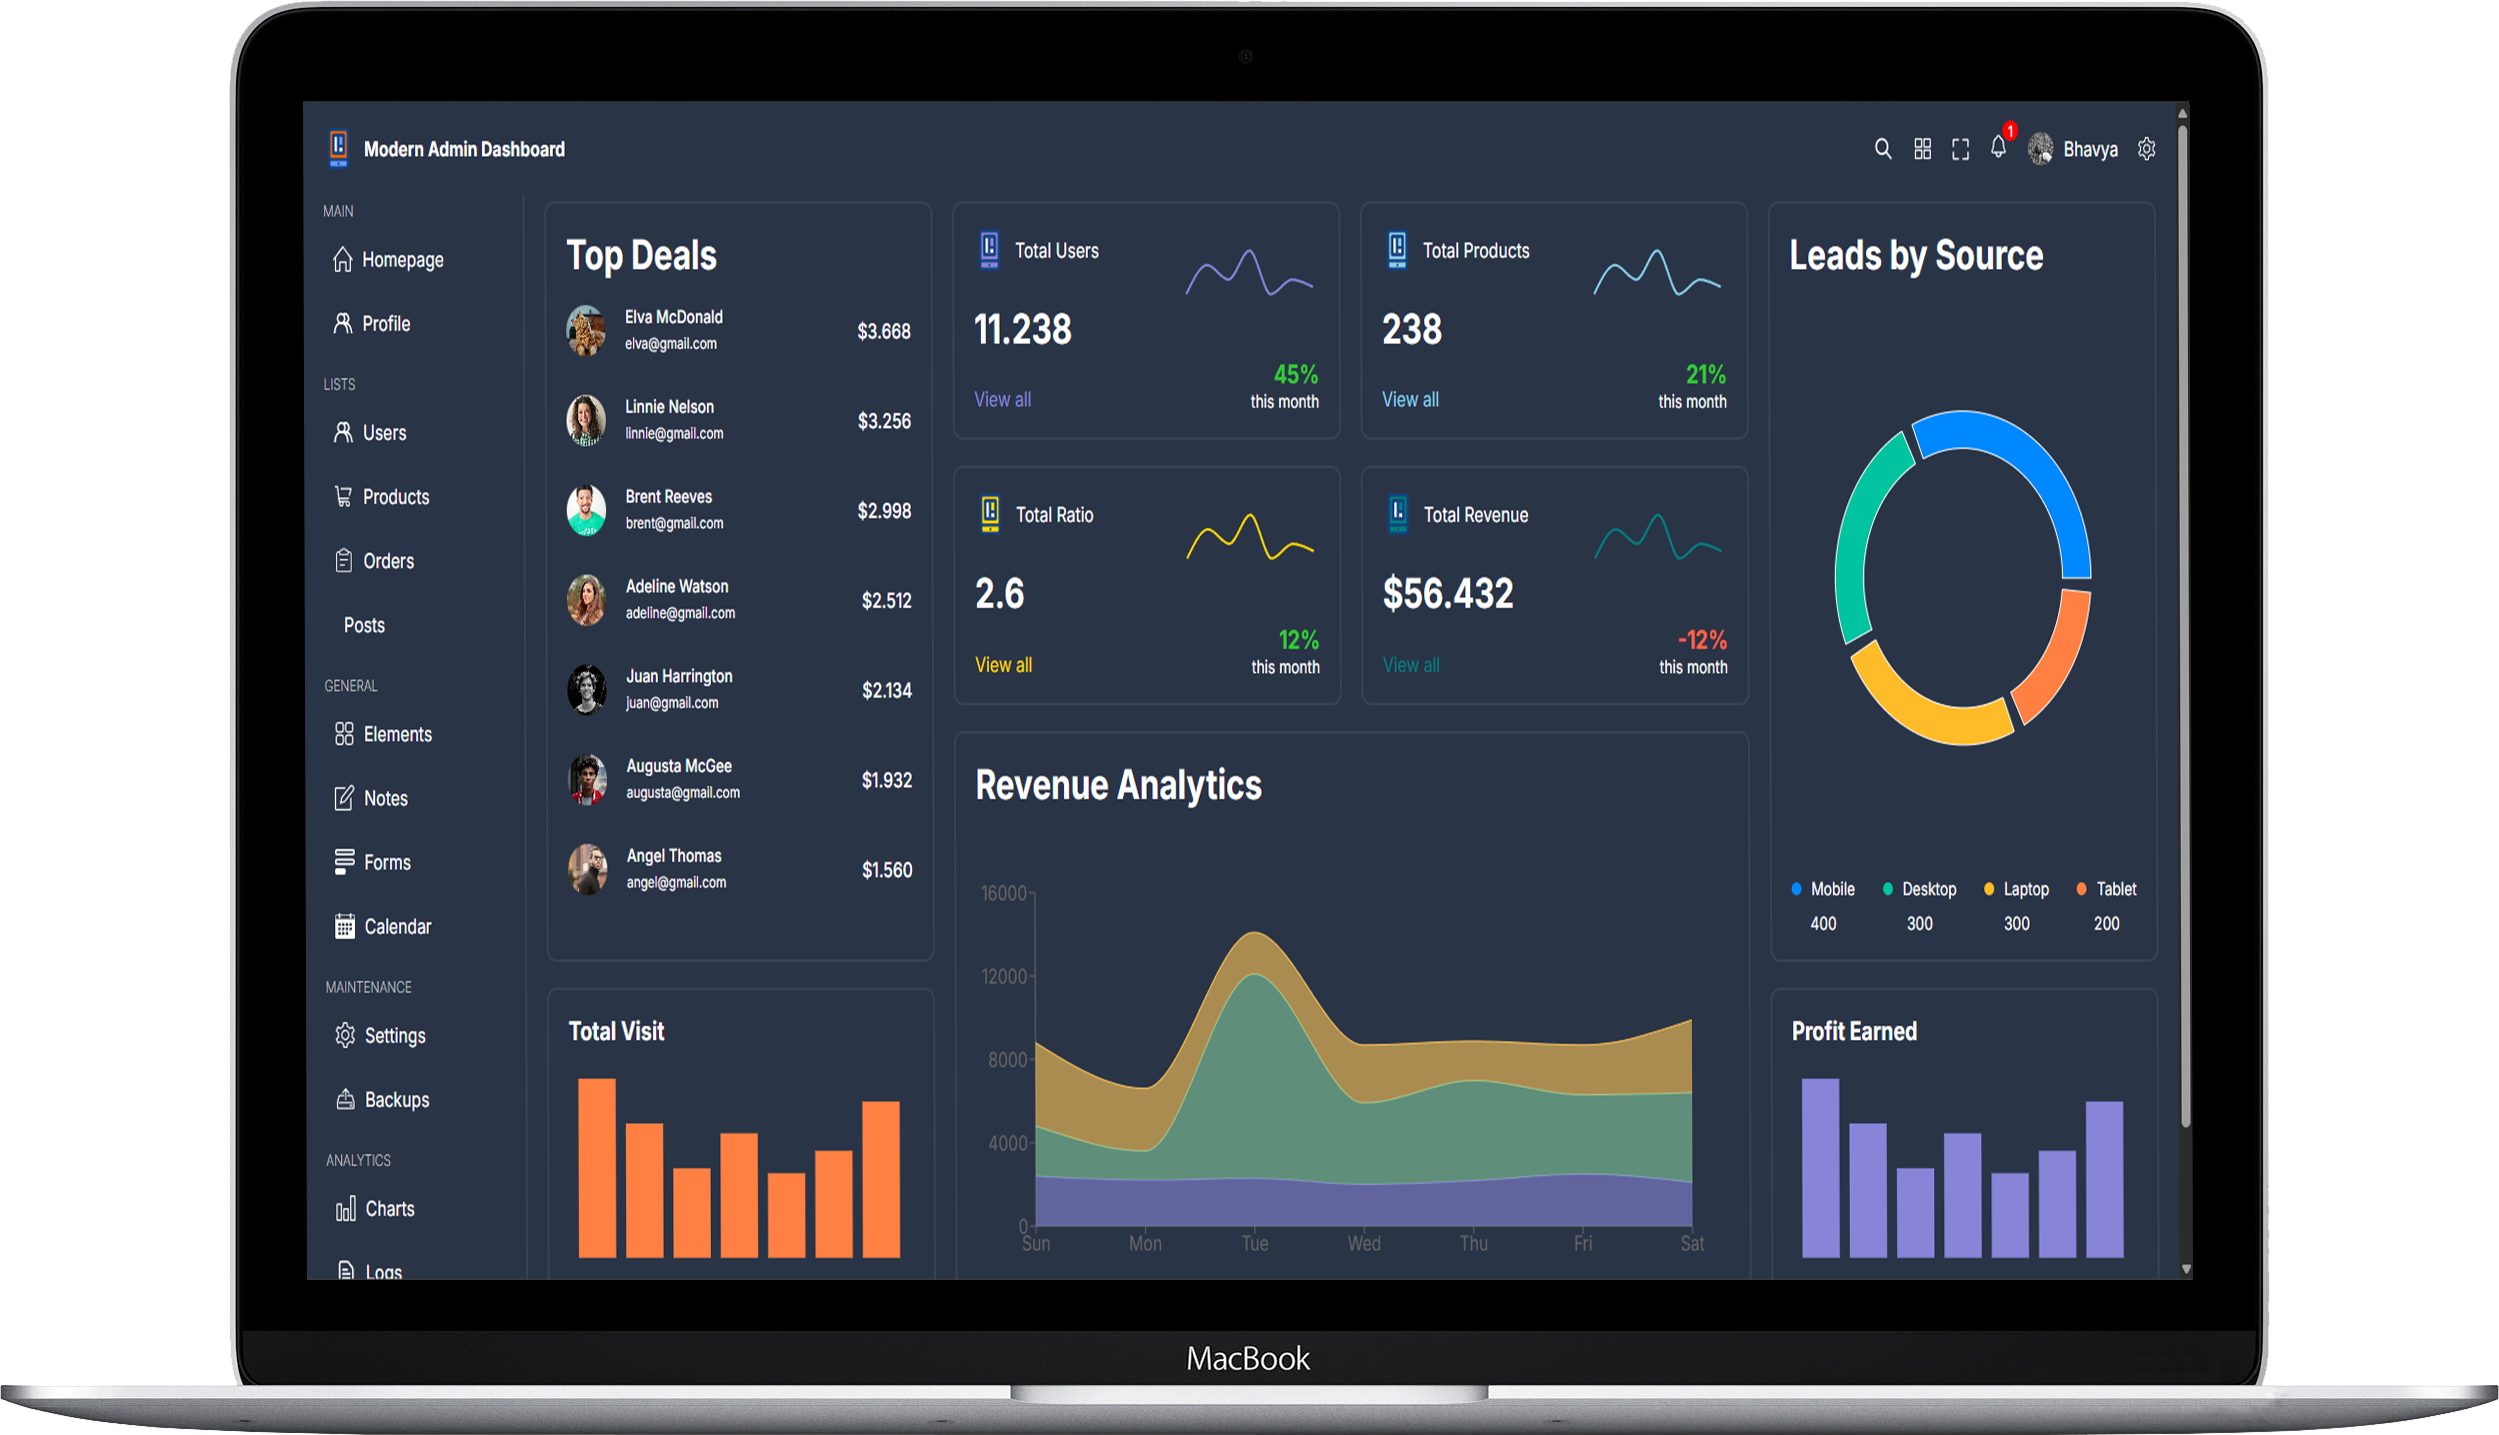 Modern Admin Dashboard
1
Bhavya
MAIN
Homepage
Profile
LISTS
Users
Products
Orders
Posts
GENERAL
Elements
Notes
Forms
Calendar
MAINTENANCE
Settings
Backups
ANALYTICS
Charts
Logs
Top Deals
Elva McDonald
elva@gmail.com
$3.668
Linnie Nelson
linnie@gmail.com
$3.256
Brent Reeves
brent@gmail.com
$2.998
Adeline Watson
adeline@gmail.com
$2.512
Juan Harrington
juan@gmail.com
$2.134
Augusta McGee
augusta@gmail.com
$1.932
Angel Thomas
angel@gmail.com
$1.560
Total Visit
Total Users
11.238
View all
45%
this month
Total Products
238
View all
21%
this month
Total Ratio
2.6
View all
12%
this month
Total Revenue
$56.432
View all
-12%
this month
Revenue Analytics
16000
12000
8000
4000
0
Sun Mon Tue Wed Thu Fri Sat
Leads by Source
Mobile Desktop Laptop Tablet
400 300 300 200
Profit Earned
MacBook